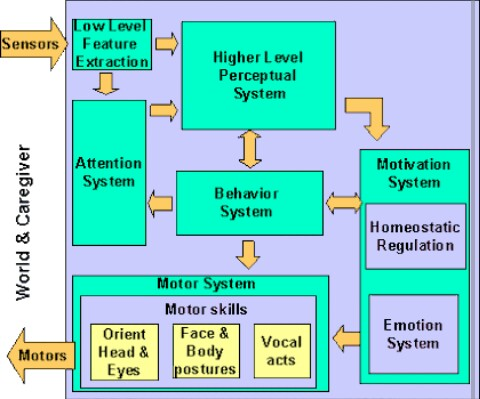 Low Level
Feature
Extraction
Sensors
Higher Level
Perceptual
System
Attention
System
Motivation
System
Behavior
System
Homeostatic
Regulation
World & Caregiver
Motor System
Motor skills
Orient
Head &
Eyes
Face &
Body
postures
Vocal
acts
Emotion
System
Motors